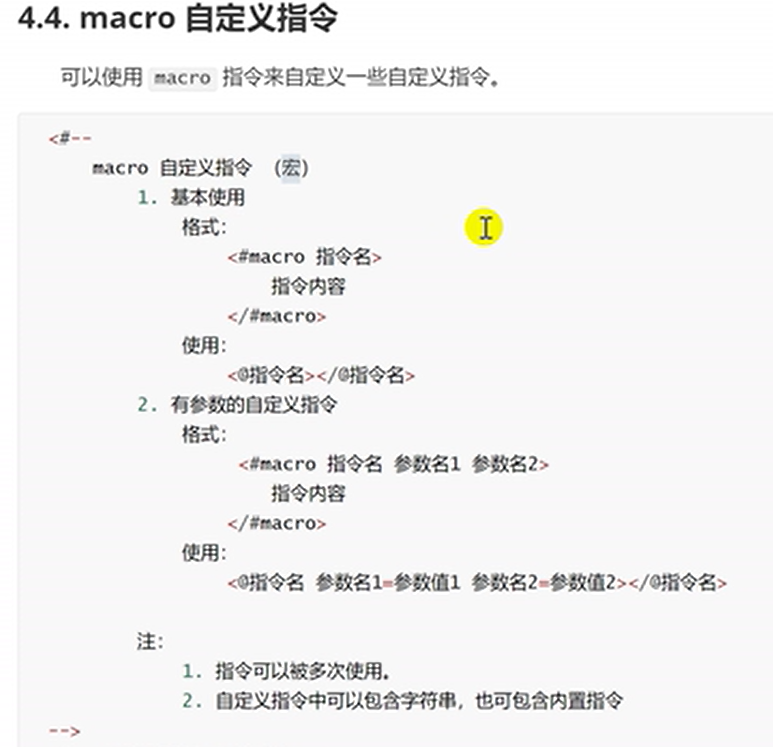 4.4. macro 自定义指令
可以使用 macro 指令来自定义一些自定义指令。
<#--
macro 自定义指令 (宏)
1. 基本使用
格式:
<#macro 指令名>
指令内容
</#macro>
使用:
<@指令名></@指令名>
2. 有参数的自定义指令
格式:
<#macro 指令名 参数名1 参数名2>
指令内容
</#macro>
使用:
<@指令名 参数名1=参数值1 参数名2=参数值2></@指令名>
注:
1. 指令可以被多次使用。
2. 自定义指令中可以包含字符串，也可包含内置指令
-->